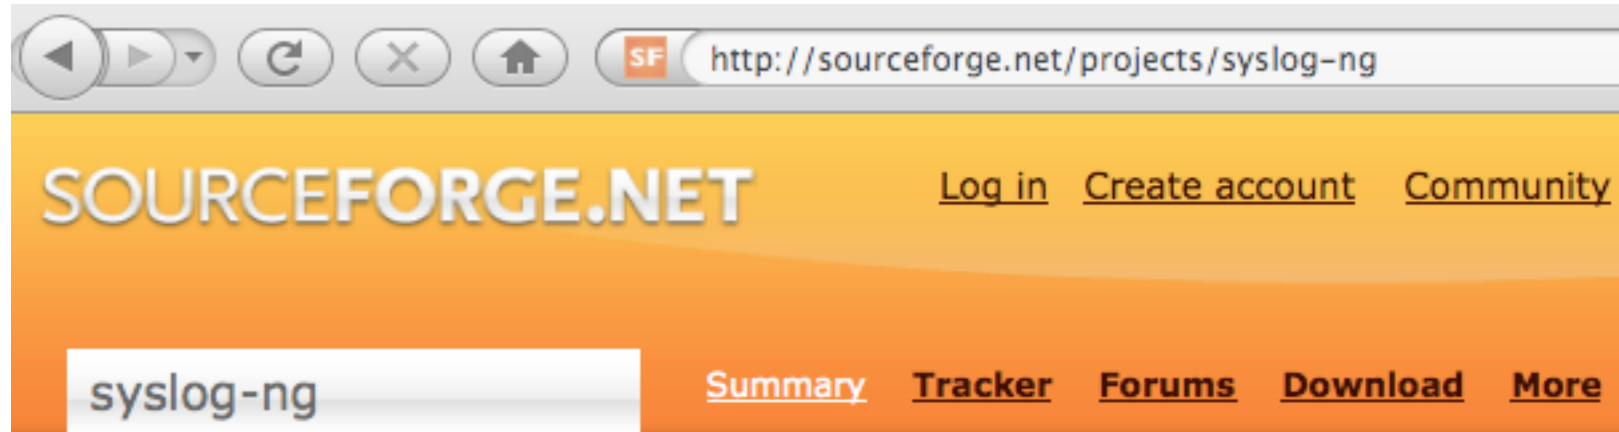 SF http://sourceforge.net/projects/syslog-ng
SOURCEFORGE.NET Log in Create account Community
syslog-ng Summary Tracker Forums Download More